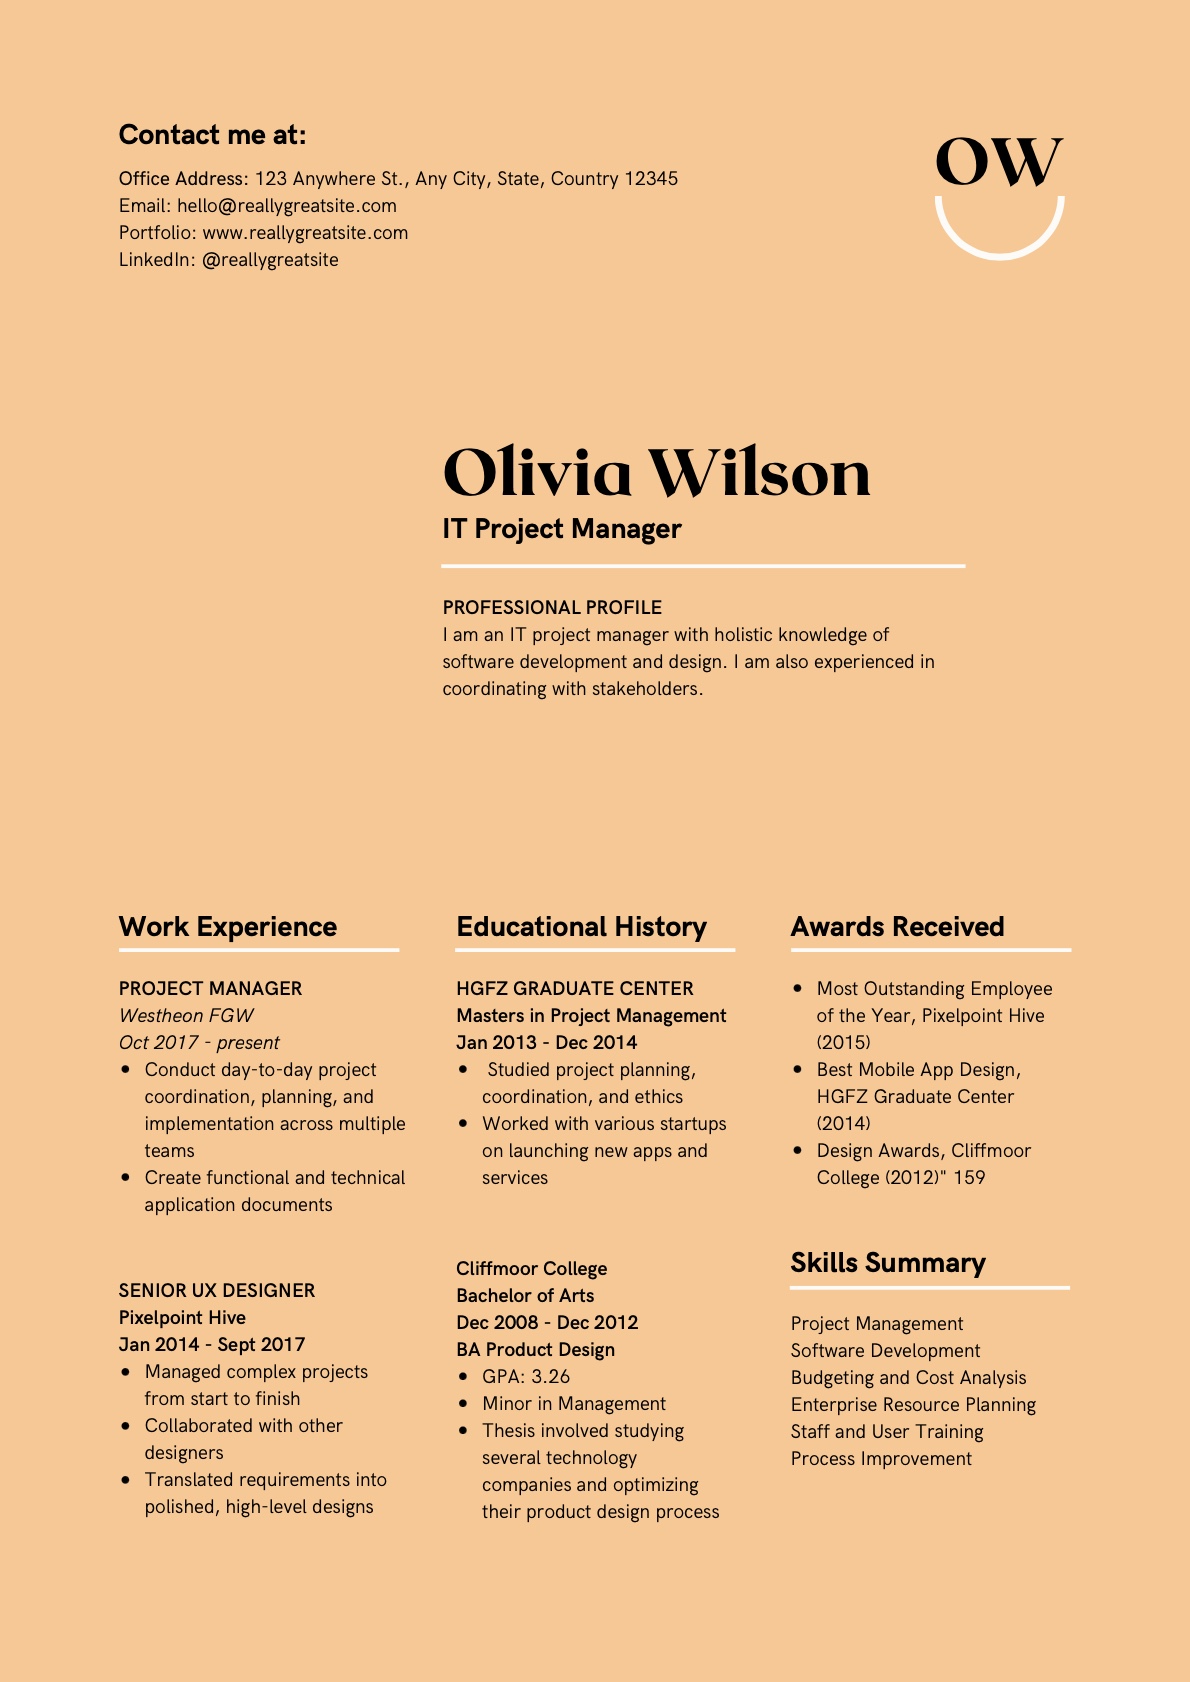 Contact me at:
Office Address: 123 Anywhere St., Any City, State, Country 12345
Email: hello@reallygreatsite.com
Portfolio: www.reallygreatsite.com
LinkedIn: @reallygreatsite
OW
Olivia Wilson
IT Project Manager
PROFESSIONAL PROFILE
I am an IT project manager with holistic knowledge of
software development and design. I am also experienced in
coordinating with stakeholders.
Work Experience
PROJECT MANAGER
Westheon FGW
Oct 2017 - present
• Conduct day-to-day project
coordination, planning, and
implementation across multiple
teams
• Create functional and technical
application documents
SENIOR UX DESIGNER
Pixelpoint Hive
Jan 2014 - Sept 2017
• Managed complex projects
from start to finish
• Collaborated with other
designers
• Translated requirements into
polished, high-level designs
Educational History
HGFZ GRADUATE CENTER
Masters in Project Management
Jan 2013 - Dec 2014
• Studied project planning,
coordination, and ethics
• Worked with various startups
on launching new apps and
services
Cliffmoor College
Bachelor of Arts
Dec 2008 - Dec 2012
BA Product Design
• GPA: 3.26
• Minor in Management
• Thesis involved studying
several technology
companies and optimizing
their product design process
Awards Received
• Most Outstanding Employee
of the Year, Pixelpoint Hive
(2015)
• Best Mobile App Design,
HGFZ Graduate Center
(2014)
• Design Awards, Cliffmoor
College (2012)" 159
Skills Summary
Project Management
Software Development
Budgeting and Cost Analysis
Enterprise Resource Planning
Staff and User Training
Process Improvement